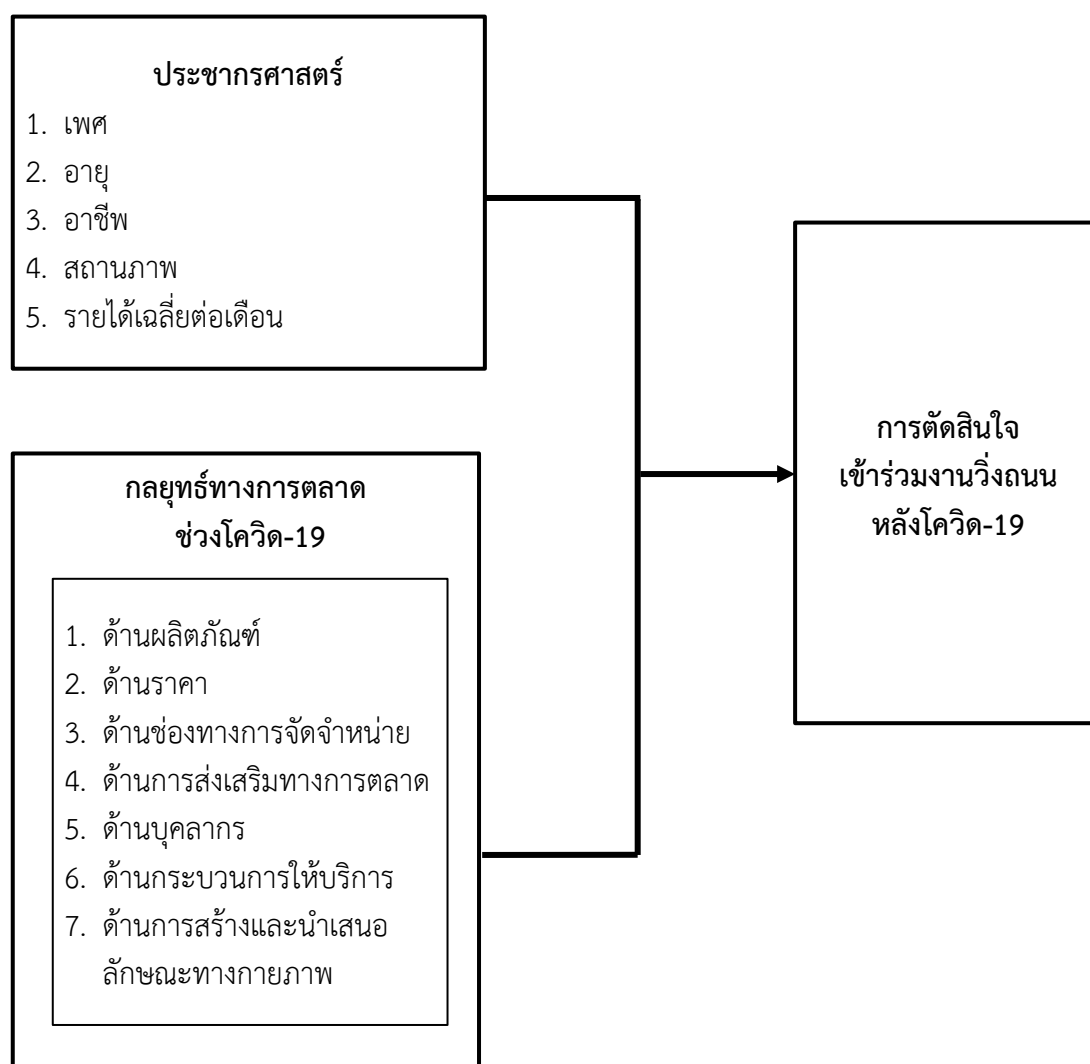 ประชากรศาสตร์
1. เพศ
2. อายุ
3. อาชีพ
4. สถานภาพ
5. รายได้เฉลี่ยต่อเดือน
กลยุทธ์ทางการตลาด
ช่วงโควิด-19
1. ด้านผลิตภัณฑ์
2. ด้านราคา
3. ด้านช่องทางการจัดจำหน่าย
4. ด้านการส่งเสริมทางการตลาด
5. ด้านบุคลากร
6. ด้านกระบวนการให้บริการ
7. ด้านการสร้างและนำเสนอ
ลักษณะทางกายภาพ
การตัดสินใจ
เข้าร่วมงานวิ่งถนน
หลังโควิด-19